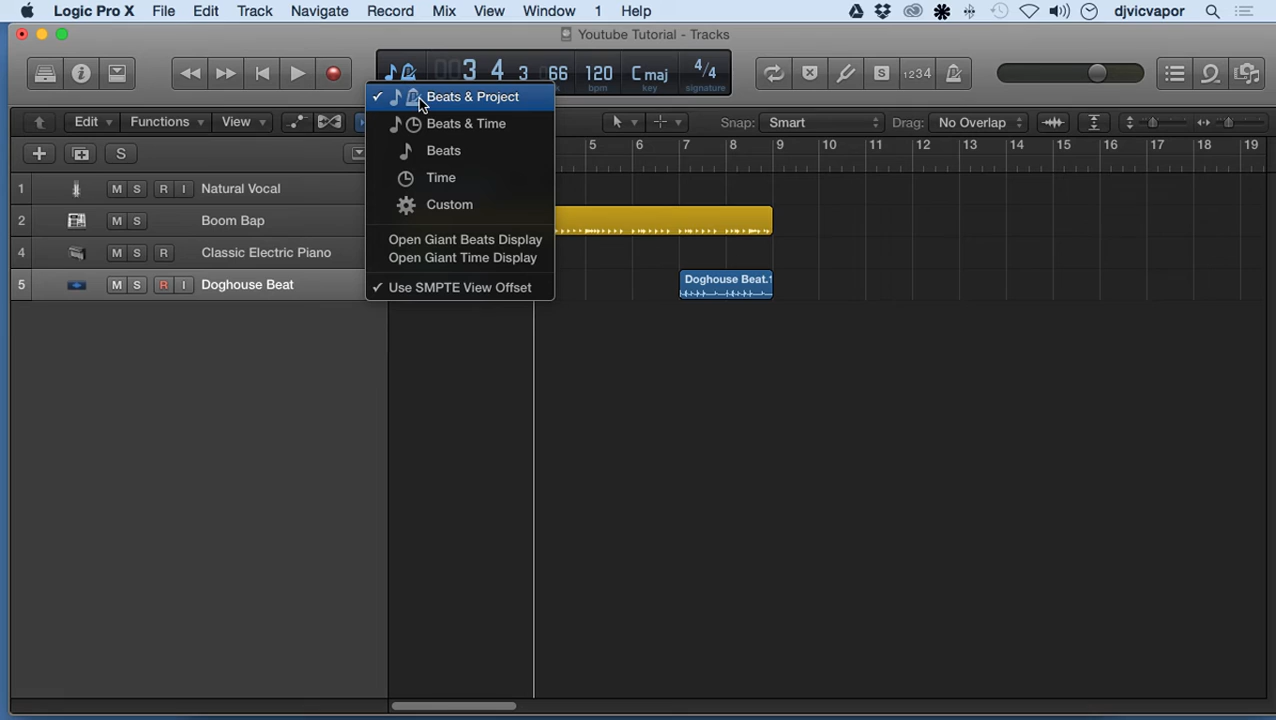 Logic Pro X File Edit Track Navigate Record Mix View Window 1 Help djvicvapor
Youtube Tutorial - Tracks
3 4 3 66 120 C maj 4/4
bpm key signature
1234
✓ Beats & Project
Beats & Time
Beats
Time
Custom
Open Giant Beats Display
Open Giant Time Display
✓ Use SMPTE View Offset
Edit Functions View Snap: Smart Drag: No Overlap
S
5 6 7 8 9 10 11 12 13 14 15 16 17 18 19
1 M S R I Natural Vocal
2 M S R Boom Bap
4 M S R Classic Electric Piano
5 M S R I Doghouse Beat
Doghouse Beat.